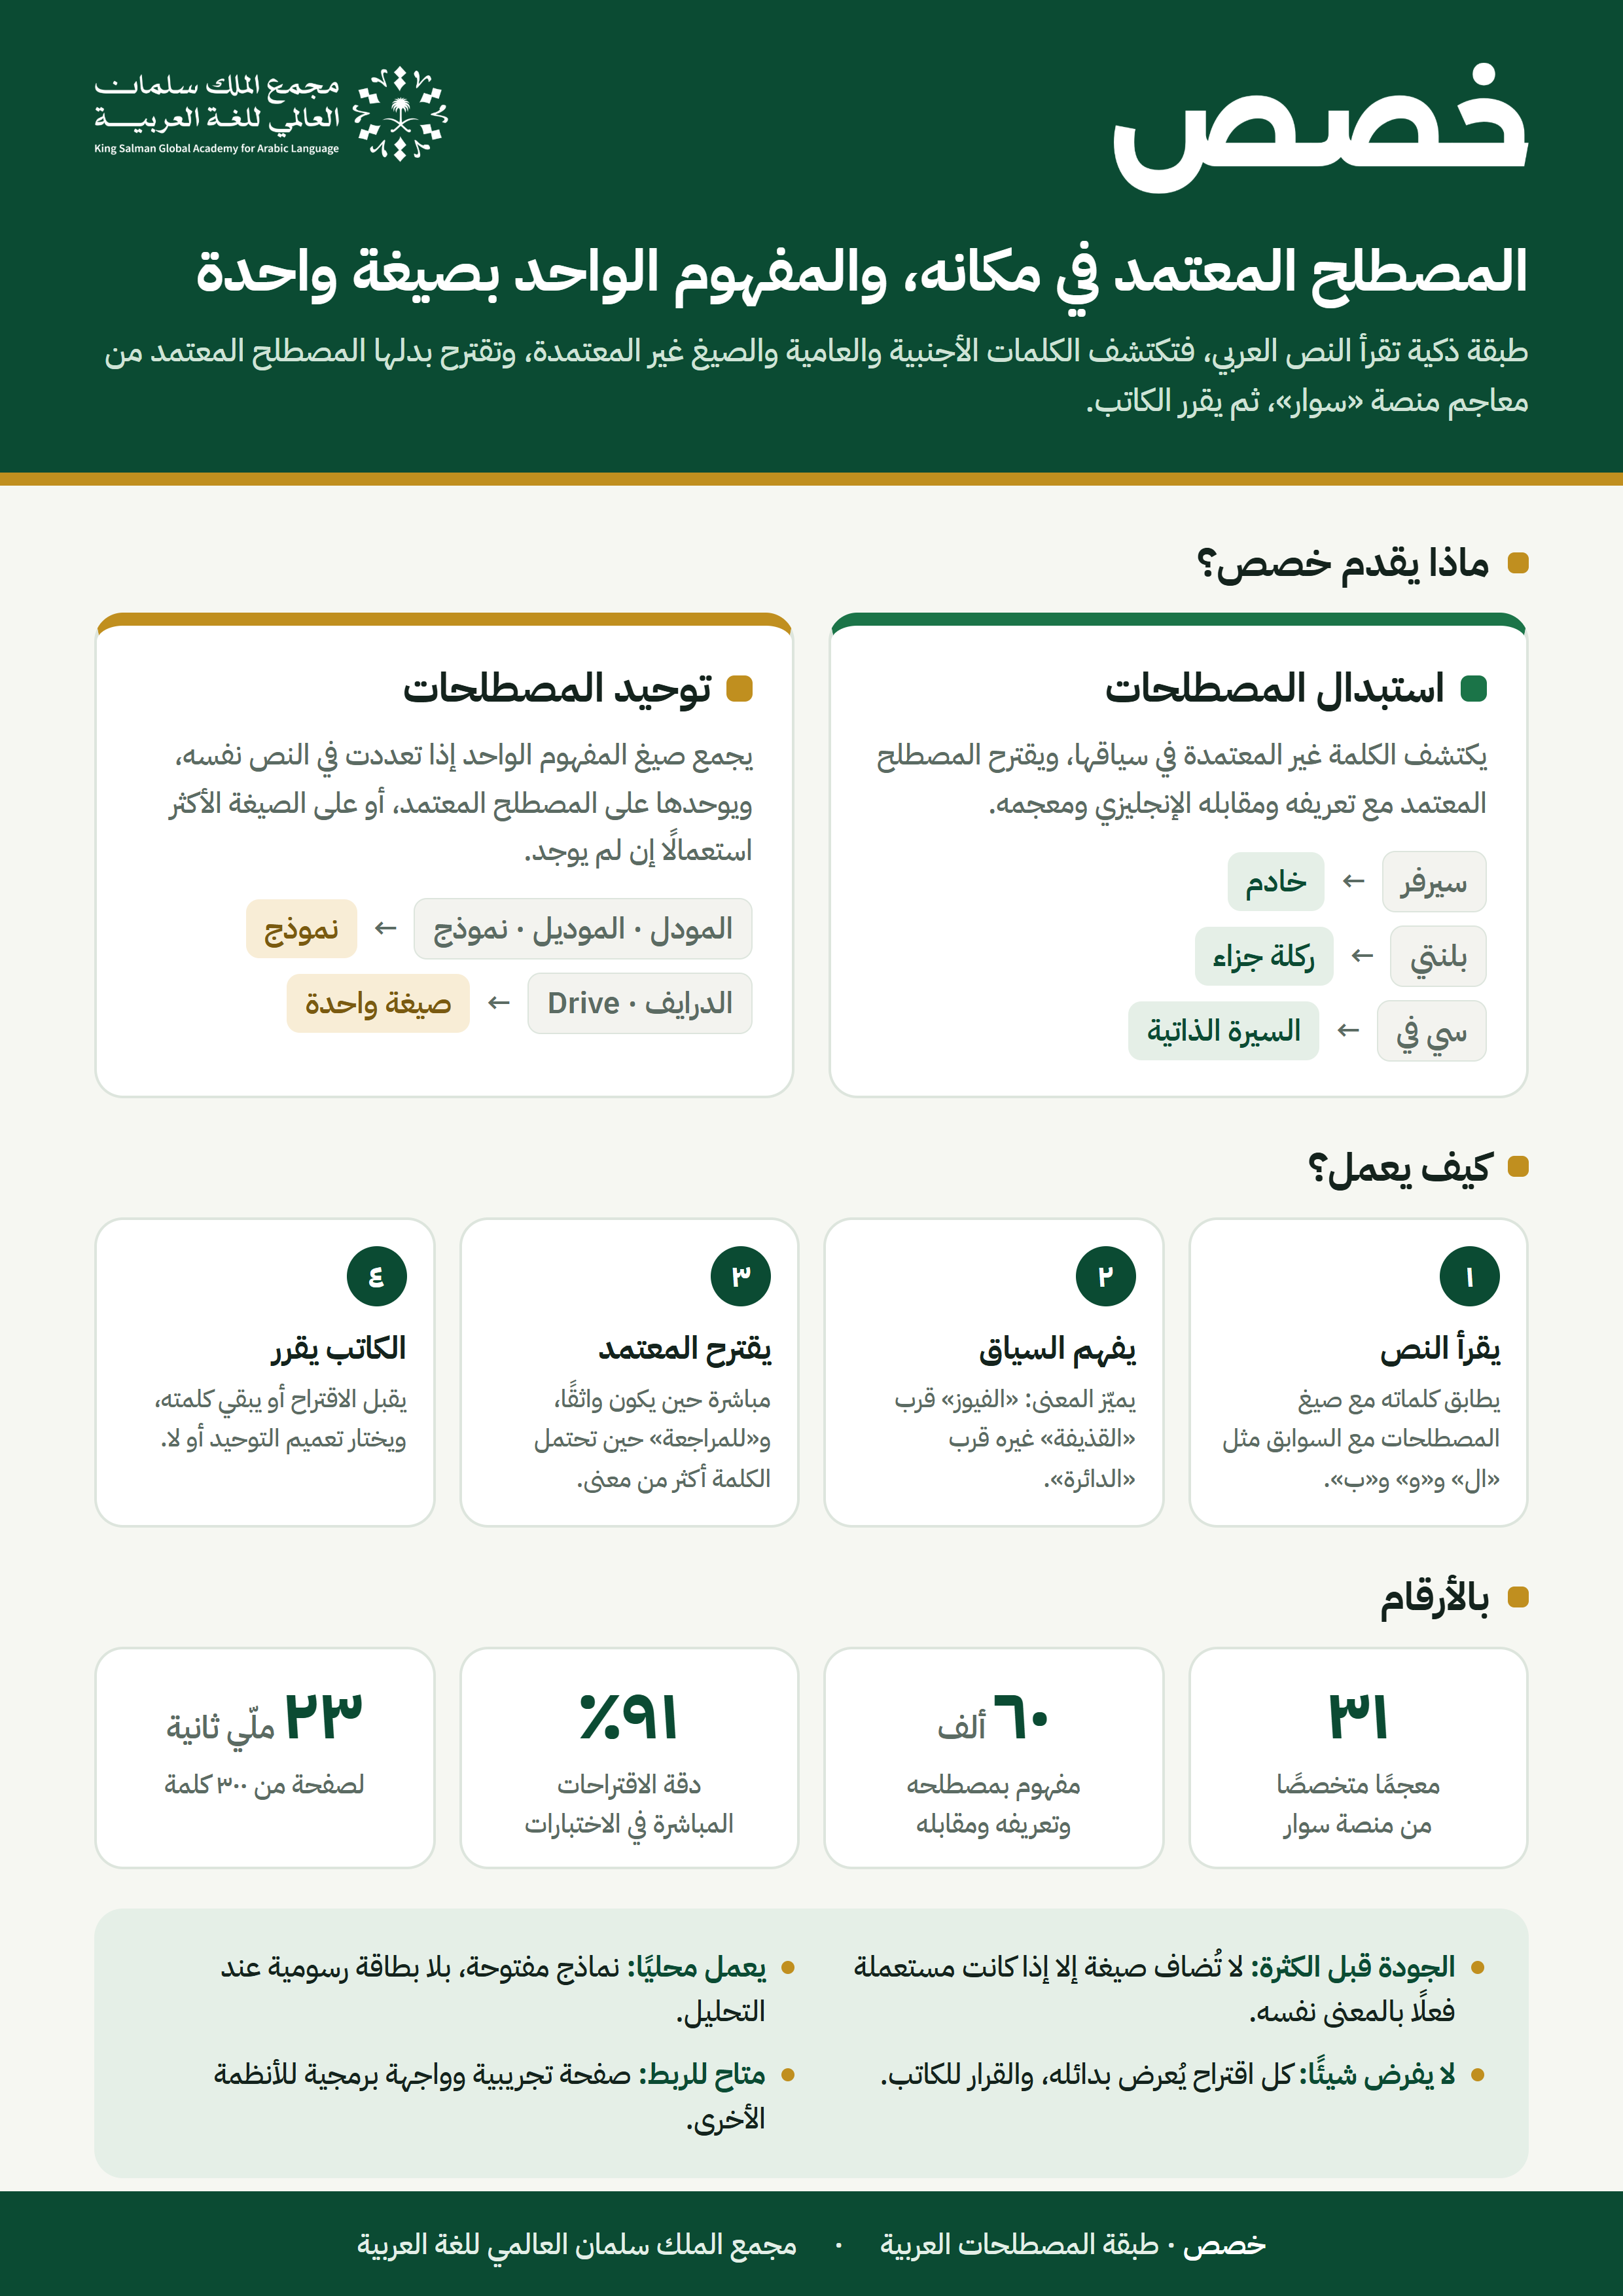 خصص
مجمع الملك سلمان
العالمي للغة العربية
King Salman Global Academy for Arabic Language
المصطلح المعتمد في مكانه، والمفهوم الواحد بصيغة واحدة
طبقة ذكية تقرأ النص العربي، فتكتشف الكلمات الأجنبية والعامية والصيغ غير المعتمدة، وتقترح بدلها المصطلح المعتمد من
معاجم منصة «سوار»، ثم يقرر الكاتب.
ماذا يقدم خصص؟
استبدال المصطلحات
يكتشف الكلمة غير المعتمدة في سياقها، ويقترح المصطلح
المعتمد مع تعريفه ومقابله الإنجليزي ومعجمه.
سيرفر ← خادم
بلنتي ← ركلة جزاء
سي في ← السيرة الذاتية
توحيد المصطلحات
يجمع صيغ المفهوم الواحد إذا تعددت في النص نفسه،
ويوحدها على المصطلح المعتمد، أو على الصيغة الأكثر
استعمالًا إن لم يوجد.
المودل · الموديل · نموذج ← نموذج
الدرايف · Drive ← صيغة واحدة
كيف يعمل؟
١
يقرأ النص
يطابق كلماته مع صيغ
المصطلحات مع السوابق مثل
«ال» و«و» و«ب».
٢
يفهم السياق
يميّز المعنى: «الفيوز» قرب
«القذيفة» غيره قرب
«الدائرة».
٣
يقترح المعتمد
مباشرة حين يكون واثقًا،
و«للمراجعة» حين تحتمل
الكلمة أكثر من معنى.
٤
الكاتب يقرر
يقبل الاقتراح أو يبقي كلمته،
ويختار تعميم التوحيد أو لا.
بالأرقام
٣١
معجمًا متخصصًا
من منصة سوار
٦٠ ألف
مفهوم بمصطلحه
وتعريفه ومقابله
٩١٪
دقة الاقتراحات
المباشرة في الاختبارات
٢٣ ملّي ثانية
لصفحة من ٣٠٠ كلمة
الجودة قبل الكثرة: لا تُضاف صيغة إلا إذا كانت مستعملة
فعلًا بالمعنى نفسه.
يعمل محليًا: نماذج مفتوحة، بلا بطاقة رسومية عند
التحليل.
لا يفرض شيئًا: كل اقتراح يُعرض بدائله، والقرار للكاتب.
متاح للربط: صفحة تجريبية وواجهة برمجية للأنظمة
الأخرى.
خصص · طبقة المصطلحات العربية · مجمع الملك سلمان العالمي للغة العربية